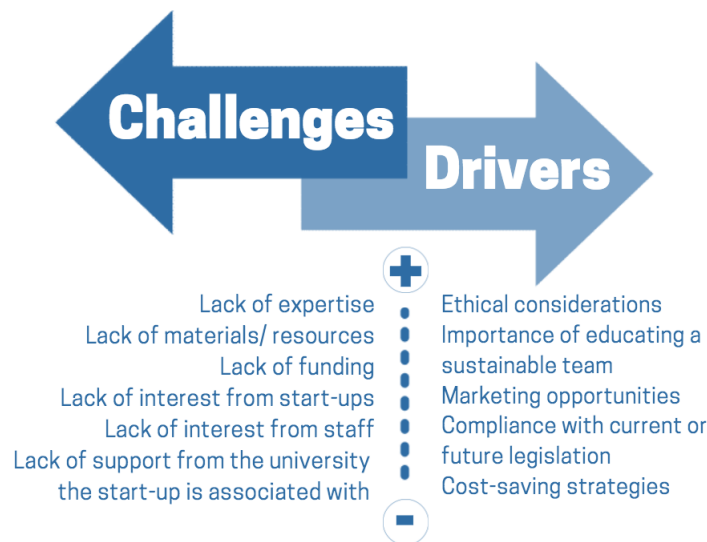 Challenges
Drivers
+
Lack of expertise
Lack of materials/ resources
Lack of funding
Lack of interest from start-ups
Lack of interest from staff
Lack of support from the university
the start-up is associated with
Ethical considerations
Importance of educating a
sustainable team
Marketing opportunities
Compliance with current or
future legislation
Cost-saving strategies
-